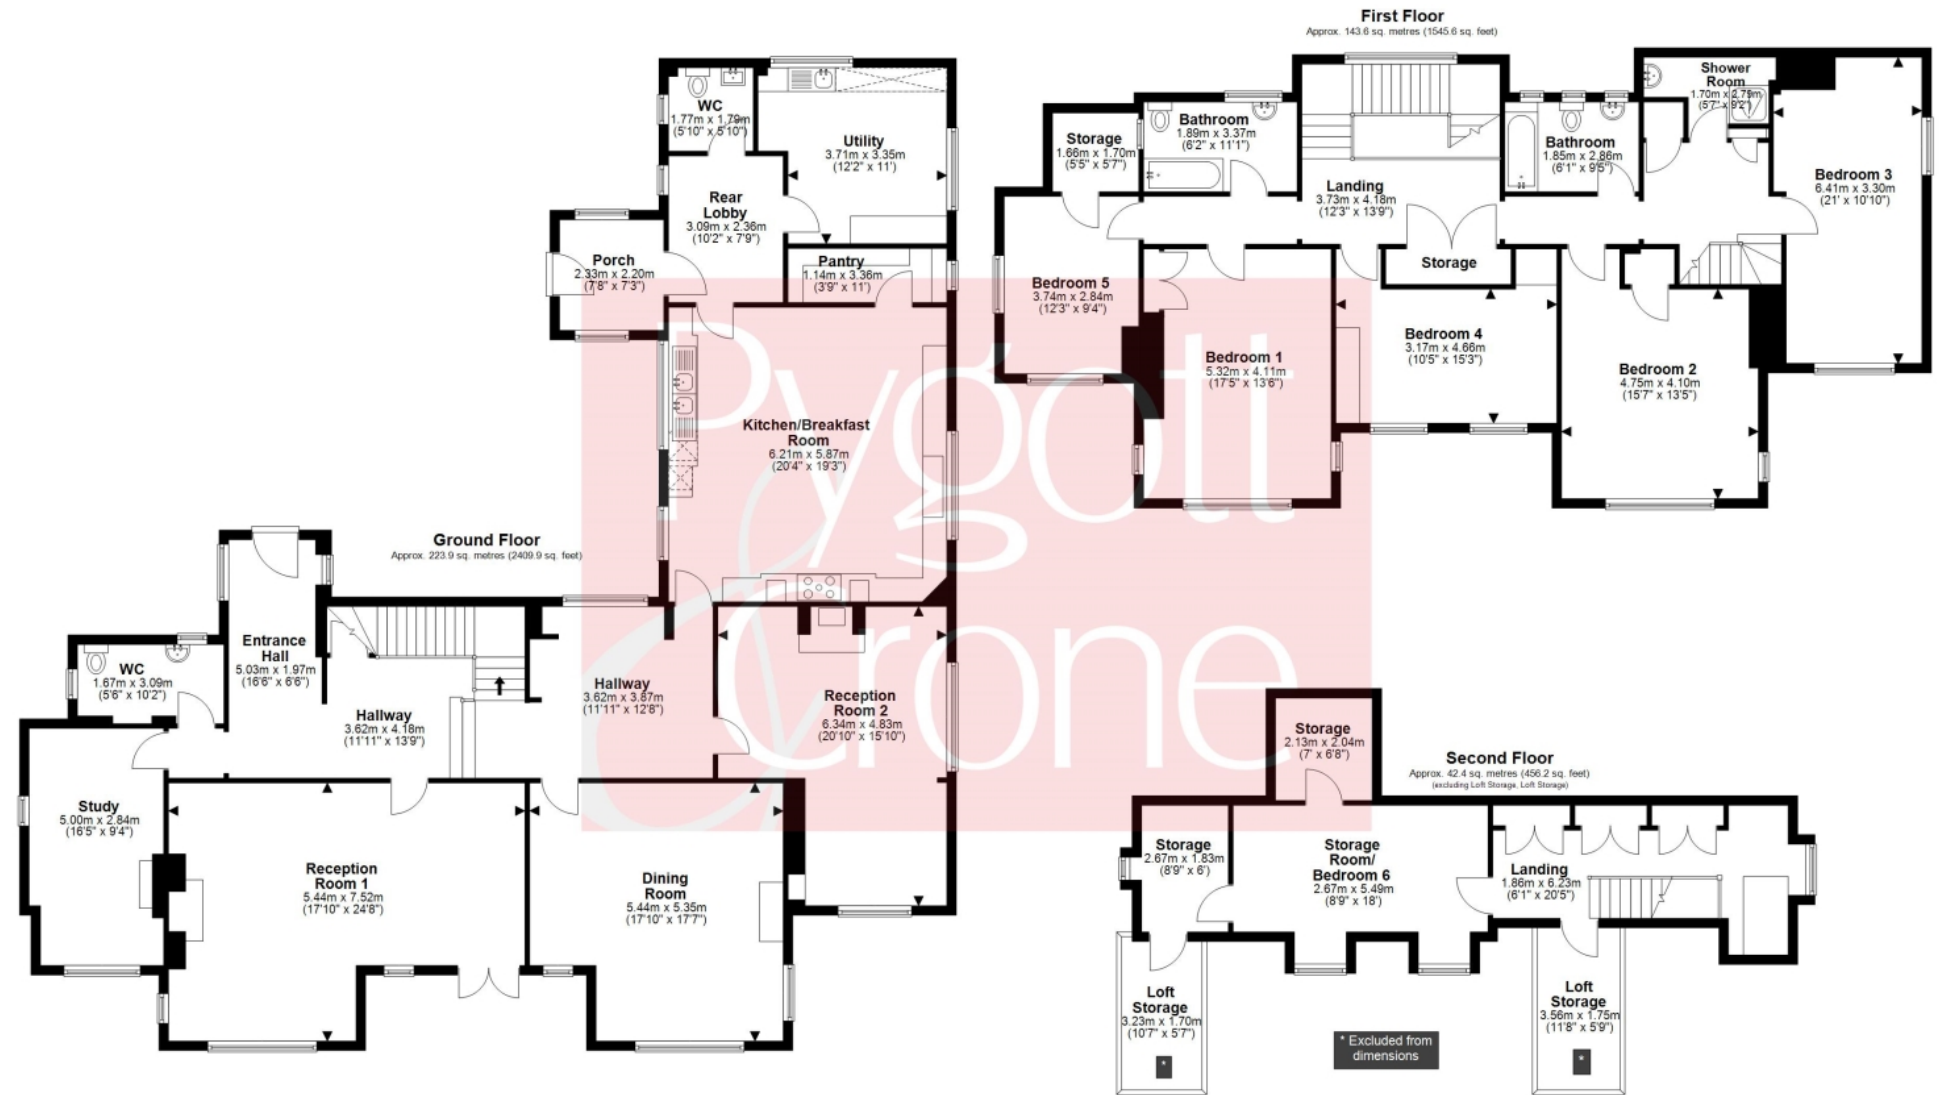 First Floor
Approx. 143.6 sq. metres (1545.6 sq. feet)
Shower
Room
1.70m x 2.79m
(5'7" x 9'2")
WC
1.77m x 1.79m
(5'10" x 5'10")
Utility
3.71m x 3.35m
(12'2" x 11')
Storage
1.66m x 1.70m
(5'5" x 5'7")
Bathroom
1.89m x 3.37m
(6'2" x 11'1")
Bathroom
1.85m x 2.86m
(6'1" x 9'5")
Landing
3.73m x 4.18m
(12'3" x 13'9")
Bedroom 3
6.41m x 3.30m
(21' x 10'10")
Rear
Lobby
3.09m x 2.36m
(10'2" x 7'9")
Porch
2.33m x 2.20m
(7'8" x 7'3")
Pantry
1.14m x 3.36m
(3'9" x 11')
Storage
Bedroom 5
3.74m x 2.84m
(12'3" x 9'4")
Bedroom 1
5.32m x 4.11m
(17'5" x 13'6")
Bedroom 4
3.17m x 4.66m
(10'5" x 15'3")
Bedroom 2
4.75m x 4.10m
(15'7" x 13'5")
Kitchen/Breakfast
Room
6.21m x 5.87m
(20'4" x 19'3")
Pygott
&
Crone
Ground Floor
Approx. 223.9 sq. metres (2409.9 sq. feet)
Entrance
Hall
5.03m x 1.97m
(16'6" x 6'6")
WC
1.67m x 3.09m
(5'6" x 10'2")
Hallway
3.62m x 4.18m
(11'11" x 13'9")
Hallway
3.62m x 3.87m
(11'11" x 12'8")
Reception
Room 2
6.34m x 4.83m
(20'10" x 15'10")
Study
5.00m x 2.84m
(16'5" x 9'4")
Reception
Room 1
5.44m x 7.52m
(17'10" x 24'8")
Dining
Room
5.44m x 5.35m
(17'10" x 17'7")
Storage
2.13m x 2.04m
(7' x 6'8")
Second Floor
Approx. 42.4 sq. metres (456.2 sq. feet)
(excluding Loft Storage, Loft Storage)
Storage
2.67m x 1.83m
(8'9" x 6')
Storage
Room/
Bedroom 6
2.67m x 5.49m
(8'9" x 18')
Landing
1.86m x 6.23m
(6'1" x 20'5")
Loft
Storage
3.23m x 1.70m
(10'7" x 5'7")
*
Loft
Storage
3.56m x 1.75m
(11'8" x 5'9")
*
* Excluded from
dimensions